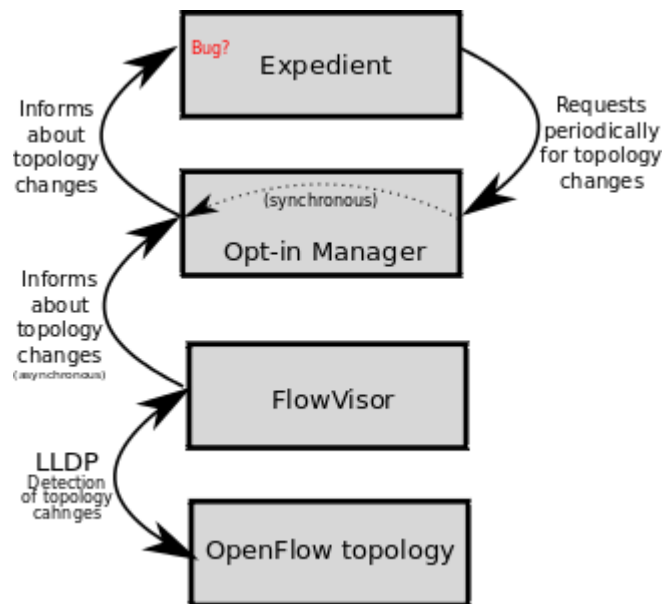 Bug?
Expedient
Informs
about
topology
changes
Requests
periodically
for topology
changes
(synchronous)
Opt-in Manager
Informs
about
topology
changes
(asynchronous)
FlowVisor
LLDP
Detection
of topology
cahnges
OpenFlow topology